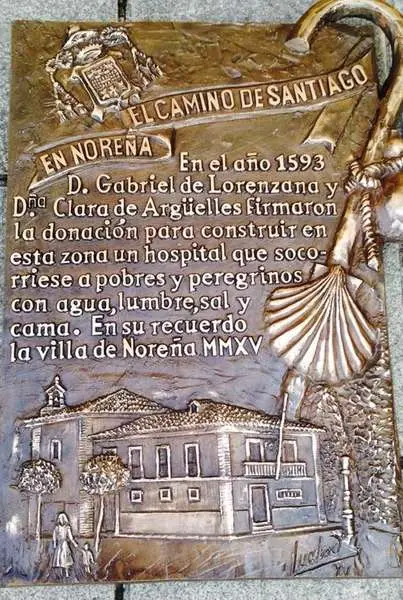 EL CAMINO DE SANTIAGO
EN NOREÑA
En el año 1593
D. Gabriel de Lorenzana y
Dña Clara de Argüelles firmaron
la donación para construir en
esta zona un hospital que soco-
rriese a pobres y peregrinos
con agua, lumbre, sal y
cama. En su recuerdo
la villa de Noreña MMXV